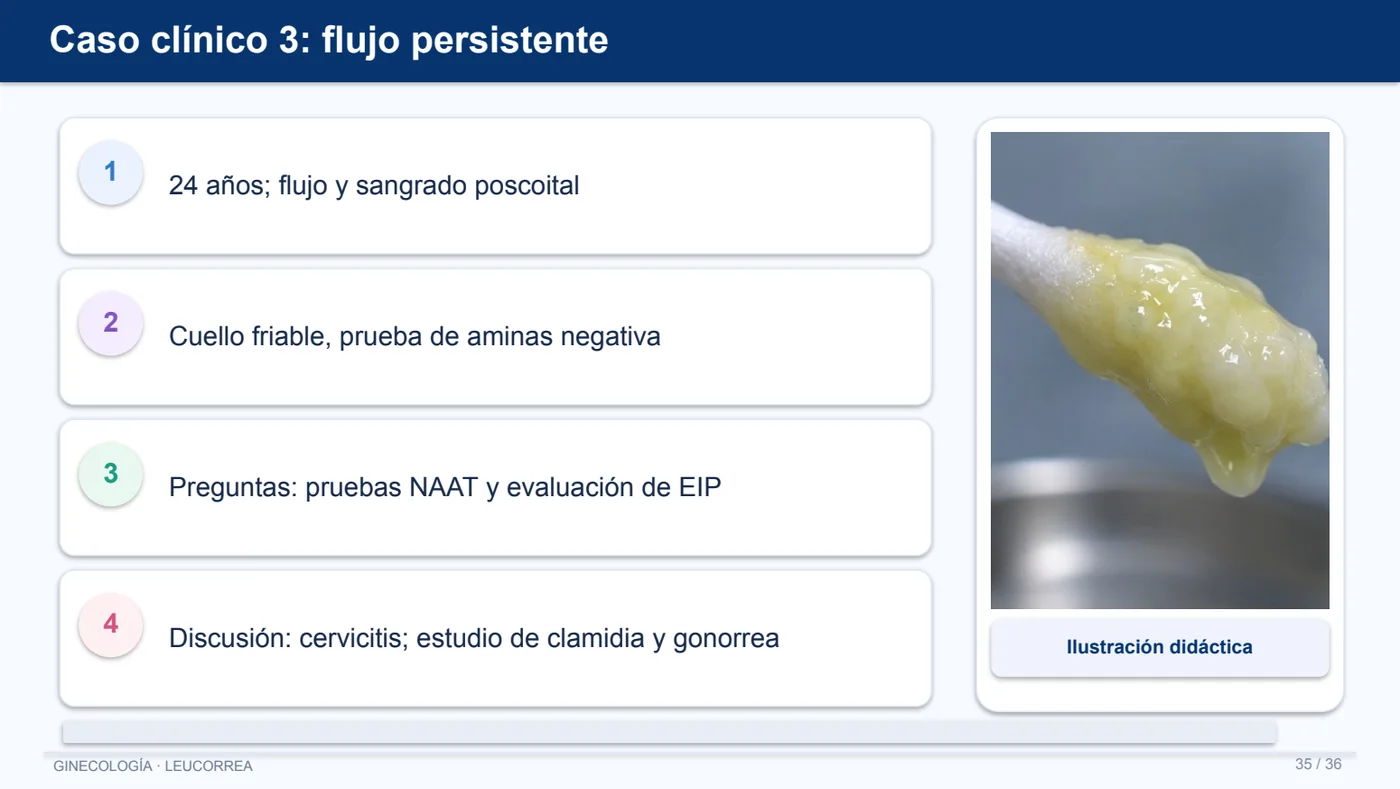 Caso clínico 3: flujo persistente
1
24 años; flujo y sangrado poscoital
2
Cuello friable, prueba de aminas negativa
3
Preguntas: pruebas NAAT y evaluación de EIP
4
Discusión: cervicitis; estudio de clamidia y gonorrea
Ilustración didáctica
GINECOLOGÍA · LEUCORREA
35 / 36